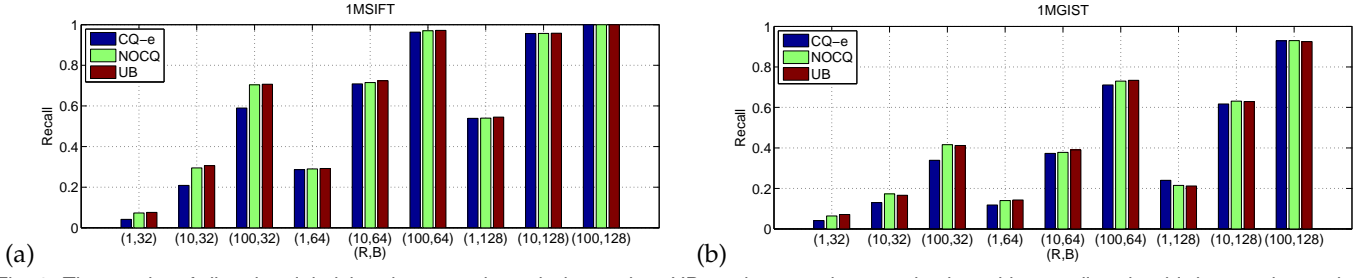 1MSIFT
1
0.8
0.6
0.4
0.2
0
Recall
CQ−e
NOCQ
UB
(1,32) (10,32) (100,32) (1,64) (10,64) (100,64) (1,128) (10,128) (100,128)
(R,B)
(a)
1MGIST
1
0.8
0.6
0.4
0.2
0
Recall
CQ−e
NOCQ
UB
(1,32) (10,32) (100,32) (1,64) (10,64) (100,64) (1,128) (10,128) (100,128)
(R,B)
(b)